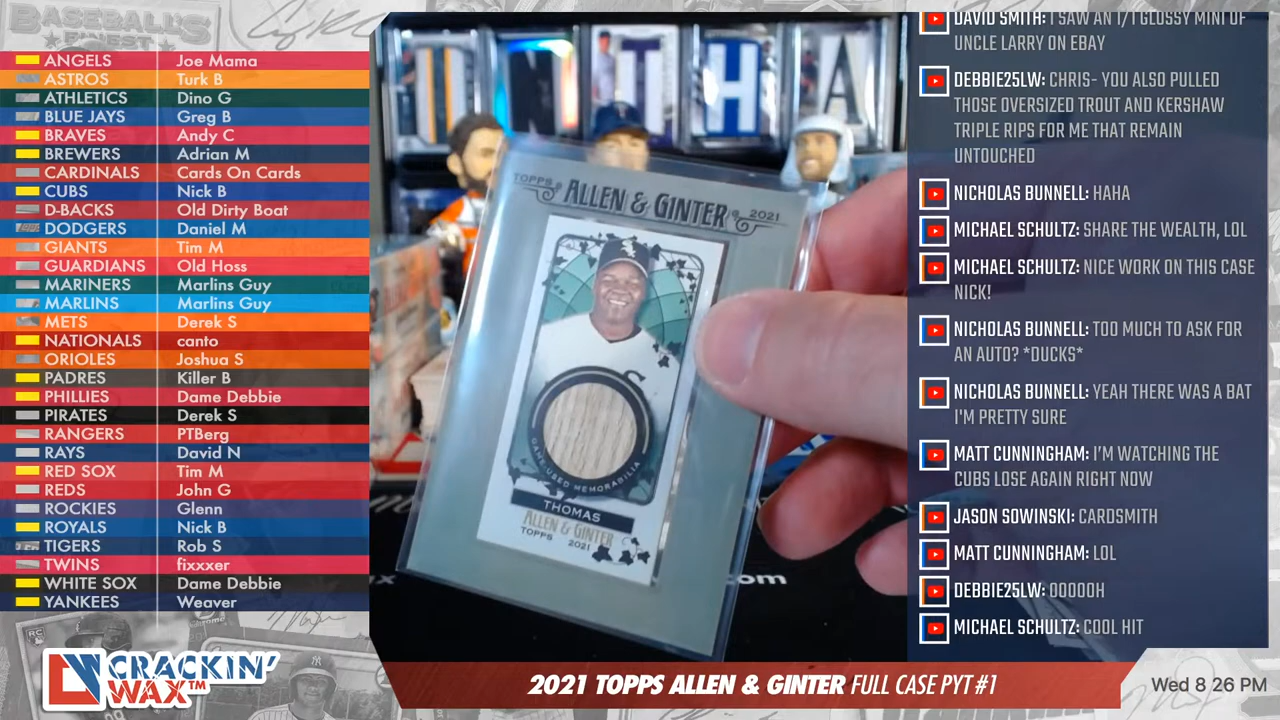 BASEBALL'S
FINEST
ANGELS Joe Mama
ASTROS Turk B
ATHLETICS Dino G
BLUE JAYS Greg B
BRAVES Andy C
BREWERS Adrian M
CARDINALS Cards On Cards
CUBS Nick B
D-BACKS Old Dirty Boat
DODGERS Daniel M
GIANTS Tim M
GUARDIANS Old Hoss
MARINERS Marlins Guy
MARLINS Marlins Guy
METS Derek S
NATIONALS canto
ORIOLES Joshua S
PADRES Killer B
PHILLIES Dame Debbie
PIRATES Derek S
RANGERS PTBerg
RAYS David N
RED SOX Tim M
REDS John G
ROCKIES Glenn
ROYALS Nick B
TIGERS Rob S
TWINS fixxxer
WHITE SOX Dame Debbie
YANKEES Weaver
RC
CRACKIN'
WAX™
THA
TOPPS ALLEN & GINTER 2021
GAME-USED MEMORABILIA
THOMAS
ALLEN & GINTER
TOPPS 2021
.com
DAVID SMITH: I SAW AN 1/1 GLOSSY MINI OF
UNCLE LARRY ON EBAY
DEBBIE25LW: CHRIS- YOU ALSO PULLED
THOSE OVERSIZED TROUT AND KERSHAW
TRIPLE RIPS FOR ME THAT REMAIN
UNTOUCHED
NICHOLAS BUNNELL: HAHA
MICHAEL SCHULTZ: SHARE THE WEALTH, LOL
MICHAEL SCHULTZ: NICE WORK ON THIS CASE
NICK!
NICHOLAS BUNNELL: TOO MUCH TO ASK FOR
AN AUTO? *DUCKS*
NICHOLAS BUNNELL: YEAH THERE WAS A BAT
I'M PRETTY SURE
MATT CUNNINGHAM: I'M WATCHING THE
CUBS LOSE AGAIN RIGHT NOW
JASON SOWINSKI: CARDSMITH
MATT CUNNINGHAM: LOL
DEBBIE25LW: OOOOOH
MICHAEL SCHULTZ: COOL HIT
2021 TOPPS ALLEN & GINTER FULL CASE PYT #1
Wed 8 26 PM